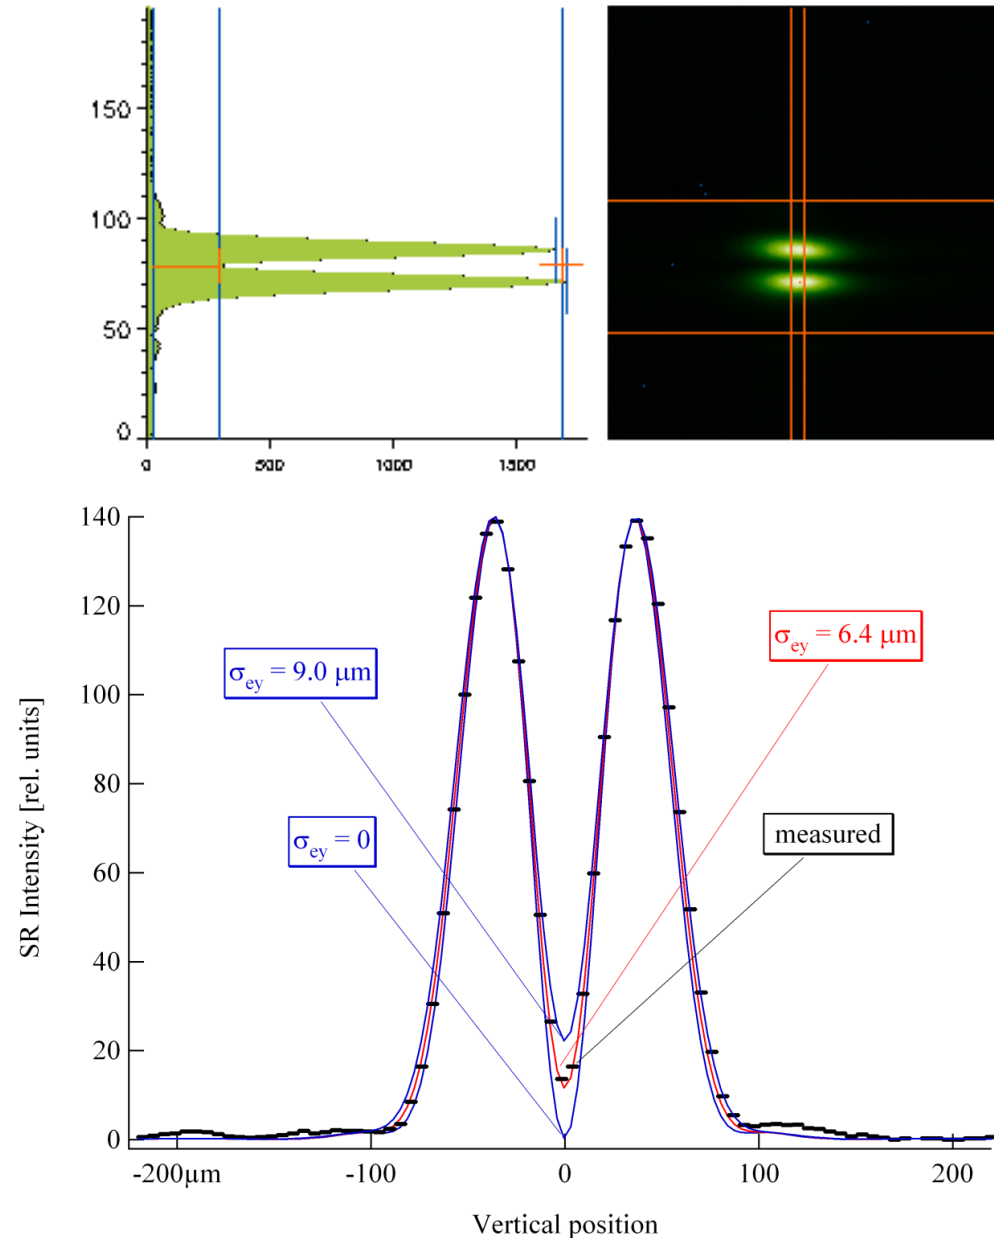 150
100
50
0
0 500 1000 1500
140
120
100
80
60
40
20
0
SR Intensity [rel. units]
σey = 9.0 μm
σey = 6.4 μm
σey = 0
measured
-200μm -100 0 100 200
Vertical position